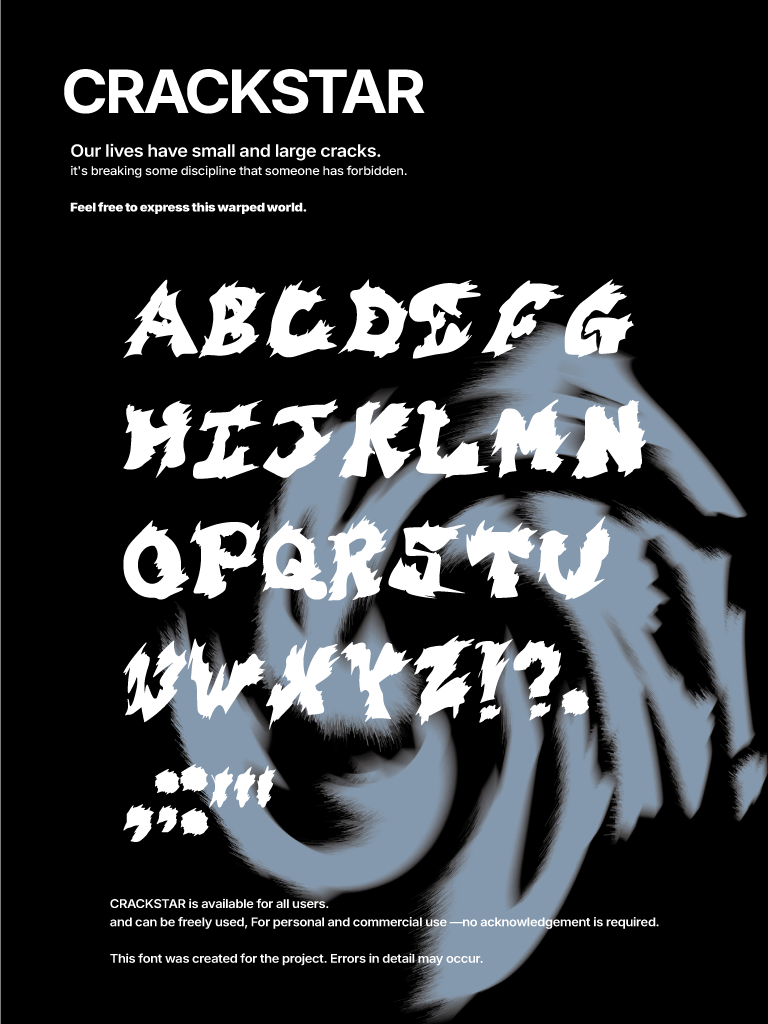 CRACKSTAR
Our lives have small and large cracks.
it's breaking some discipline that someone has forbidden.
Feel free to express this warped world.
ABCDEFG
HIJKLMN
OPQRSTU
VWXYZ!?.
,;:"'
CRACKSTAR is available for all users.
and can be freely used, For personal and commercial use —no acknowledgement is required.
This font was created for the project. Errors in detail may occur.